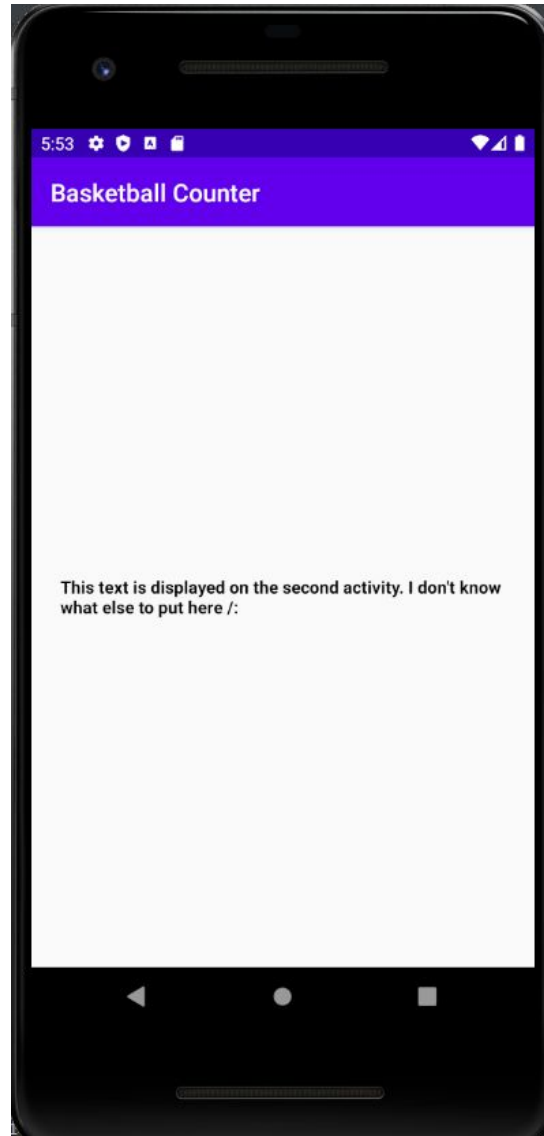 5:53
Basketball Counter
This text is displayed on the second activity. I don't know
what else to put here /: